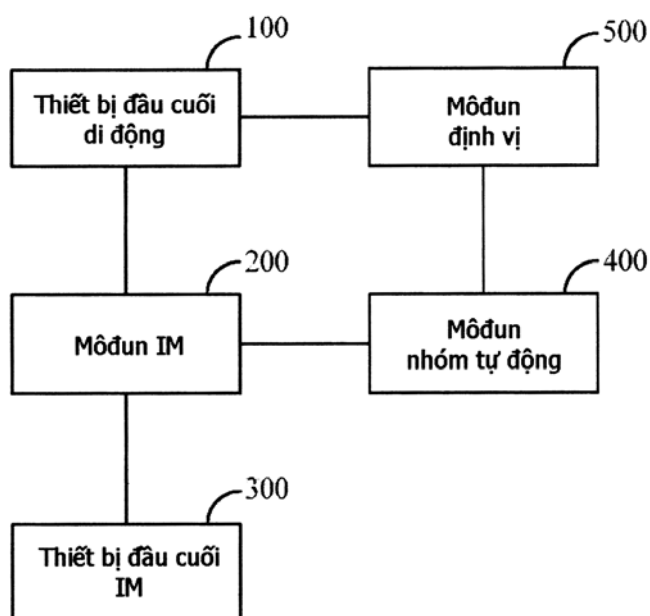 100
500
Thiết bị đầu cuối
di động
Môđun
định vị
200
400
Môđun IM
Môđun
nhóm tự động
300
Thiết bị đầu cuối
IM